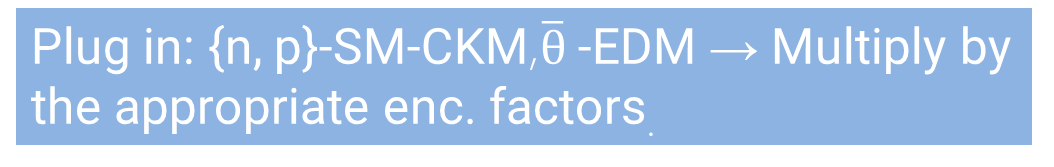 Plug in: {n, p}-SM-CKM,θ̅ -EDM → Multiply by
the appropriate enc. factors.